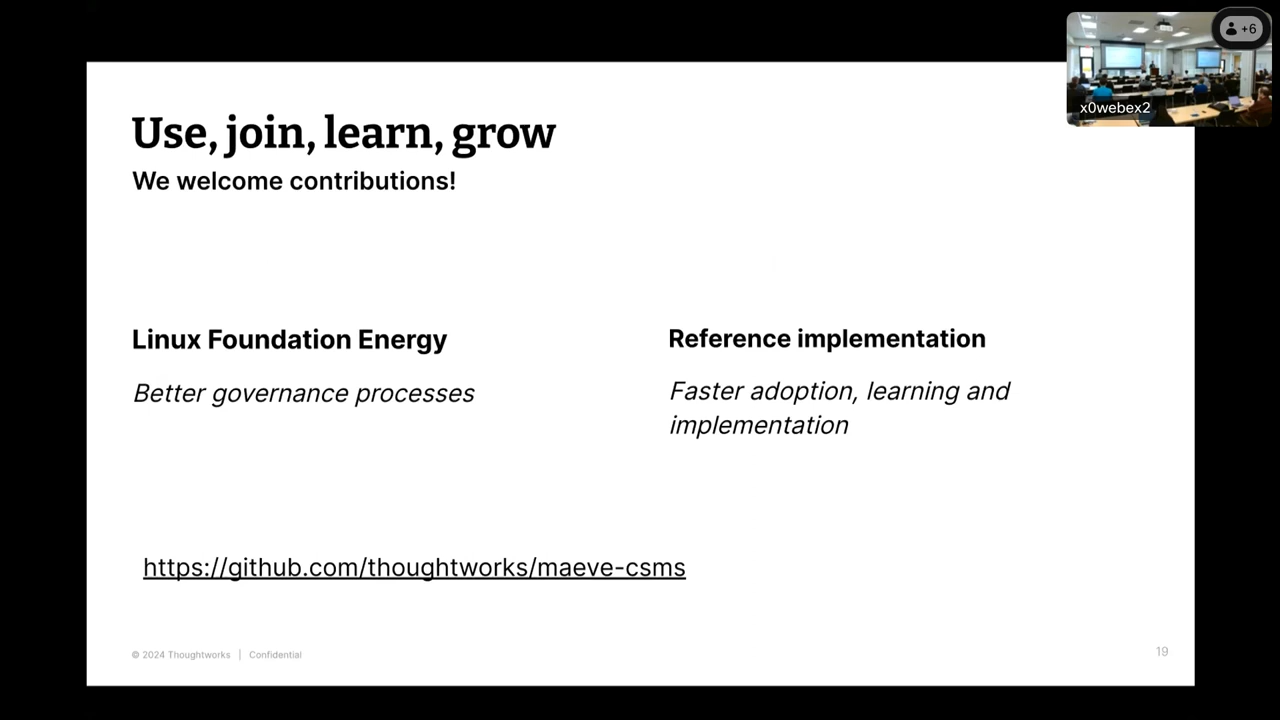 +6
x0webex2
Use, join, learn, grow
We welcome contributions!
Linux Foundation Energy
Better governance processes
Reference implementation
Faster adoption, learning and
implementation
https://github.com/thoughtworks/maeve-csms
© 2024 Thoughtworks | Confidential
19